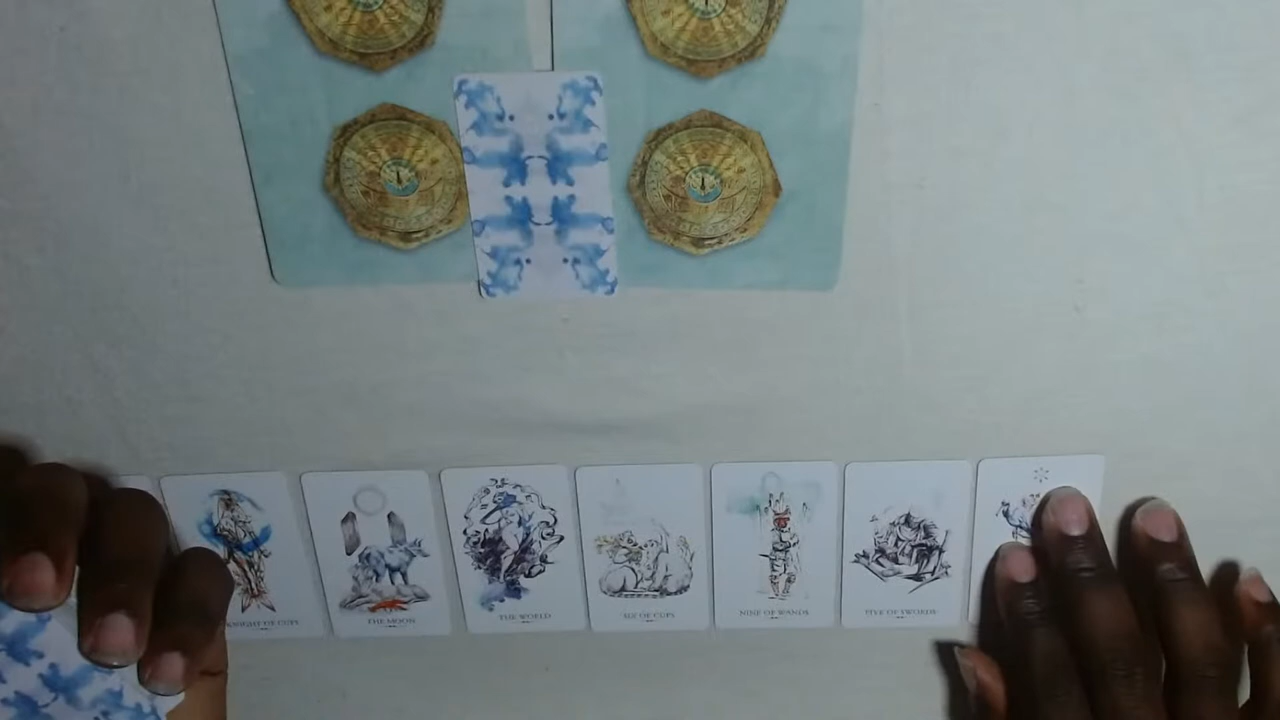 KNIGHT OF CUPS
THE MOON
THE WORLD
SIX OF CUPS
NINE OF WANDS
FIVE OF SWORDS